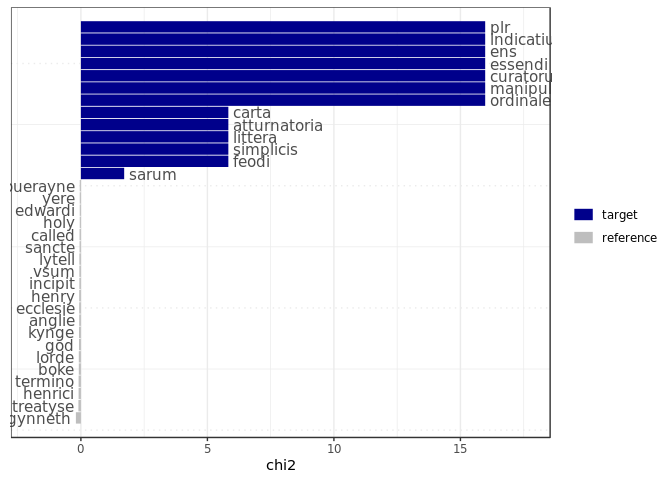 plr
Indicatiu
ens
essendi
curatoru
manipul
ordinale
carta
atturnatoria
littera
simplicis
feodi
sarum
puerayne
yere
edwardi
holy
called
sancte
lytell
vsum
incipit
henry
ecclesie
anglie
kynge
god
lorde
boke
termino
henrici
treatyse
gynneth
target
reference
0 5 10 15
chi2